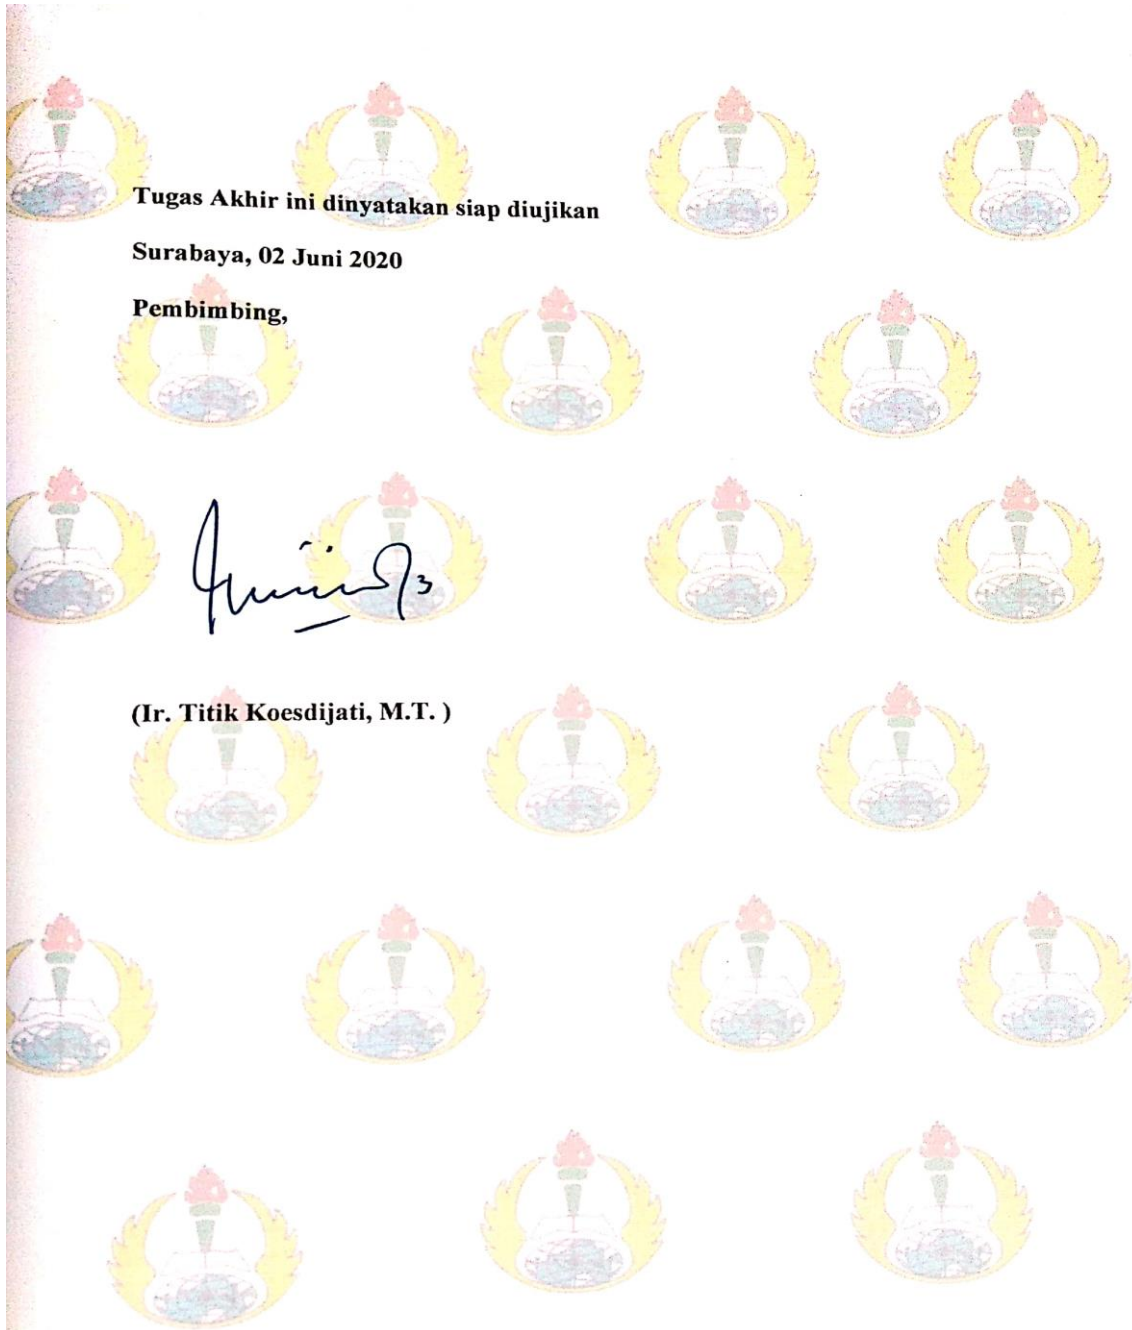 Tugas Akhir ini dinyatakan siap diujikan
Surabaya, 02 Juni 2020
Pembimbing,
(Ir. Titik Koesdijati, M.T. )